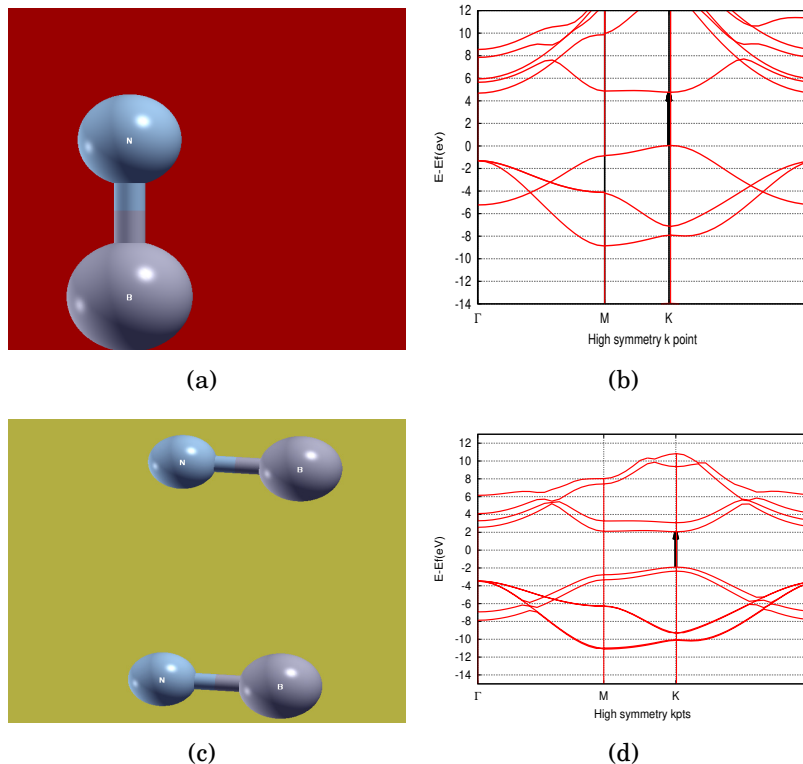 N
B
(a)
12
10
8
6
4
2
0
-2
-4
-6
-8
-10
-12
-14
E-Ef(ev)
Γ M K
High symmetry k point
(b)
N B
N B
(c)
12
10
8
6
4
2
0
-2
-4
-6
-8
-10
-12
-14
E-Ef(eV)
Γ M K
High symmetry kpts
(d)